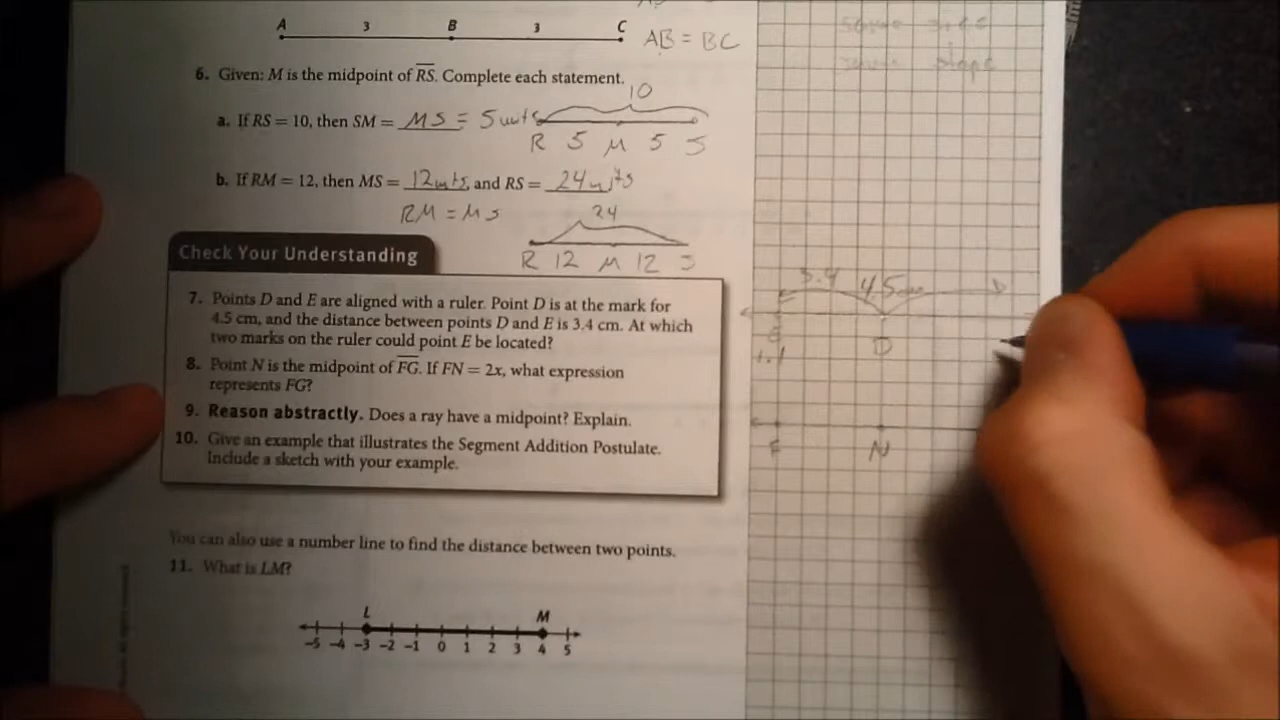 A 3 B 3 C
AB = BC
6. Given: M is the midpoint of RS. Complete each statement.
10
a. If RS = 10, then SM = MS = 5 units
R 5 M 5 S
b. If RM = 12, then MS = 12 units and RS = 24 units
RM = MS
24
R 12 M 12 S
Check Your Understanding
7. Points D and E are aligned with a ruler. Point D is at the mark for
4.5 cm, and the distance between points D and E is 3.4 cm. At which
two marks on the ruler could point E be located?
8. Point N is the midpoint of FG. If FN = 2x, what expression
represents FG?
9. Reason abstractly. Does a ray have a midpoint? Explain.
10. Give an example that illustrates the Segment Addition Postulate.
Include a sketch with your example.
3.4 4.5cm
E D
1.1
F N
You can also use a number line to find the distance between two points.
11. What is LM?
L M
–5 –4 –3 –2 –1 0 1 2 3 4 5
slope